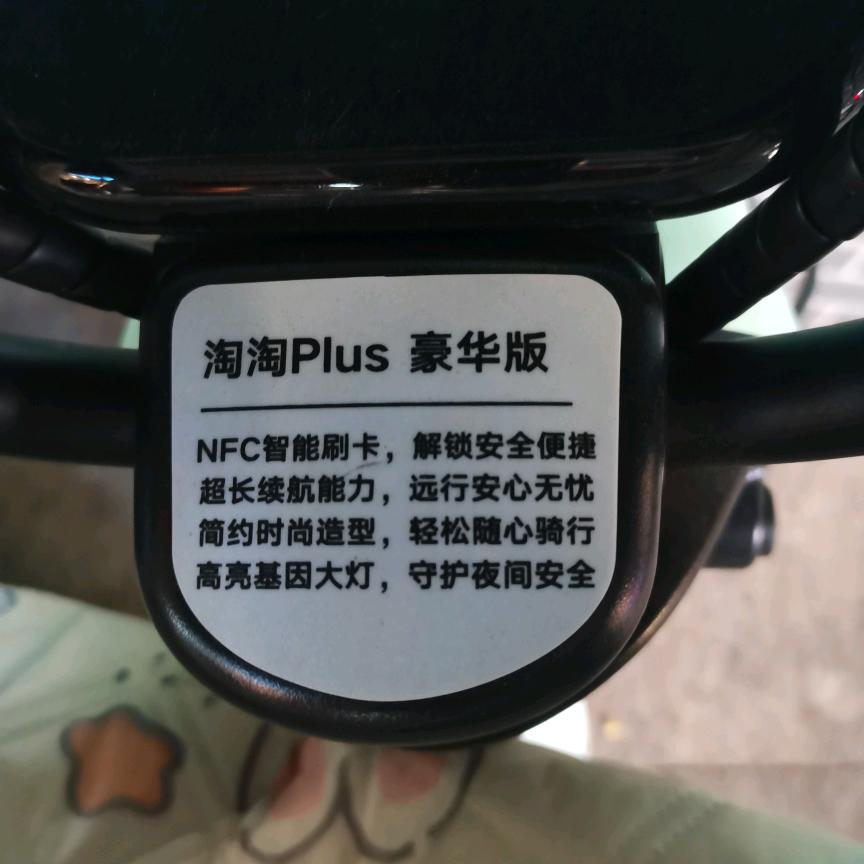 淘淘Plus 豪华版
NFC智能刷卡，解锁安全便捷
超长续航能力，远行安心无忧
简约时尚造型，轻松随心骑行
高亮基因大灯，守护夜间安全